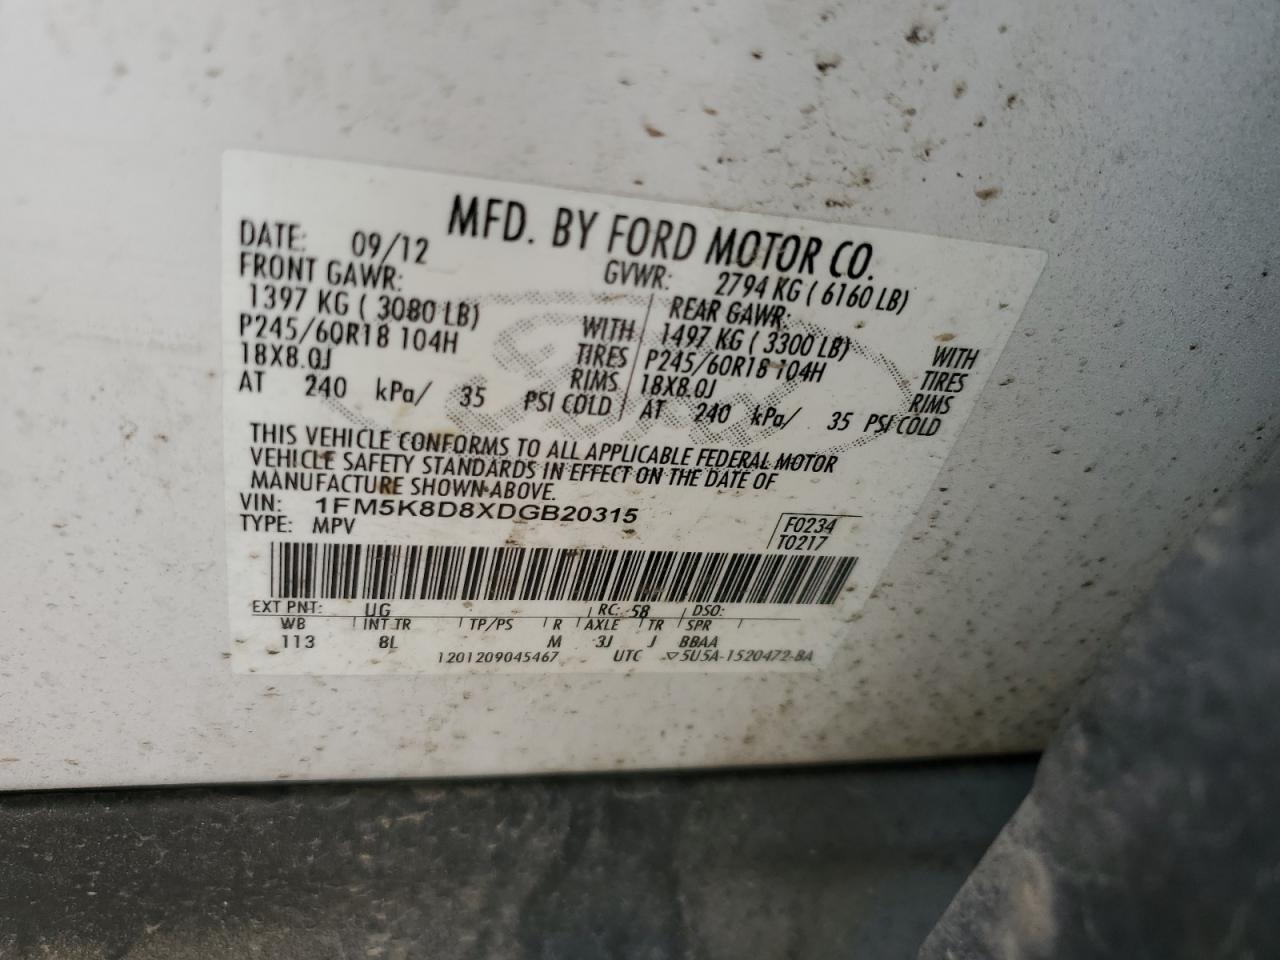 MFD. BY FORD MOTOR CO.
DATE: 09/12 GVWR: 2794 KG ( 6160 LB)
FRONT GAWR: REAR GAWR:
1397 KG ( 3080 LB) WITH 1497 KG ( 3300 LB) WITH
P245/60R18 104H TIRES P245/60R18 104H TIRES
18X8.0J RIMS 18X8.0J RIMS
AT 240 kPa/ 35 PSI COLD AT 240 kPa/ 35 PSI COLD
THIS VEHICLE CONFORMS TO ALL APPLICABLE FEDERAL MOTOR
VEHICLE SAFETY STANDARDS IN EFFECT ON THE DATE OF
MANUFACTURE SHOWN ABOVE.
VIN: 1FM5K8D8XDGB20315
TYPE: MPV
F0234
T0217
EXT PNT: UG RC: 58 DSO:
WB INT TR TP/PS R AXLE TR SPR
113 8L M 3J J BBAA
1201209045467 UTC 5U5A-1520472-BA
Ford